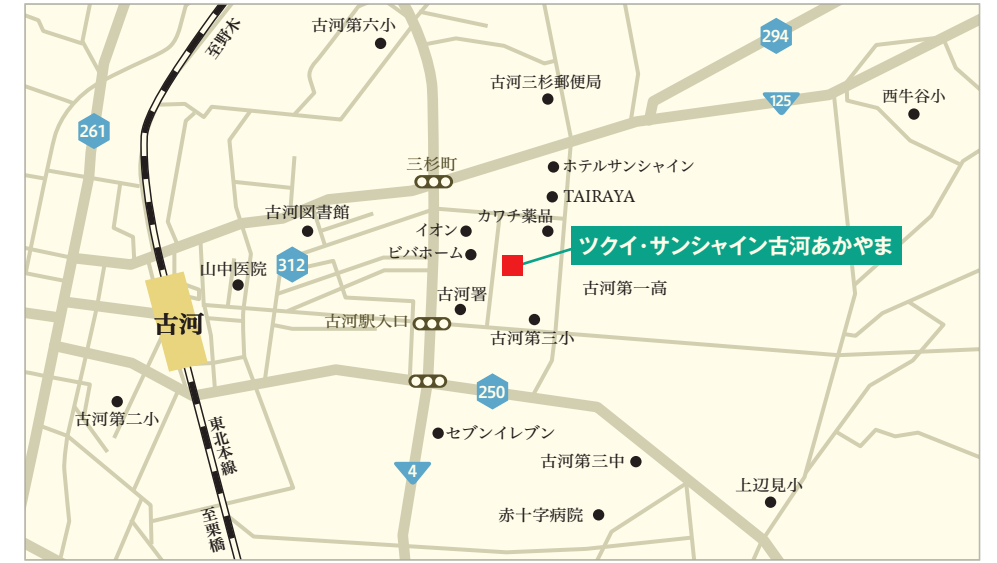 至野木
古河第六小
294
古河三杉郵便局
125
西牛谷小
261
三杉町
ホテルサンシャイン
TAIRAYA
古河図書館
カワチ薬品
イオン
ツクイ・サンシャイン古河あかやま
ビバホーム
山中医院
312
古河第一高
古河署
古河
古河駅入口
古河第三小
250
古河第二小
東北本線
セブンイレブン
古河第三中
4
上辺見小
至栗橋
赤十字病院